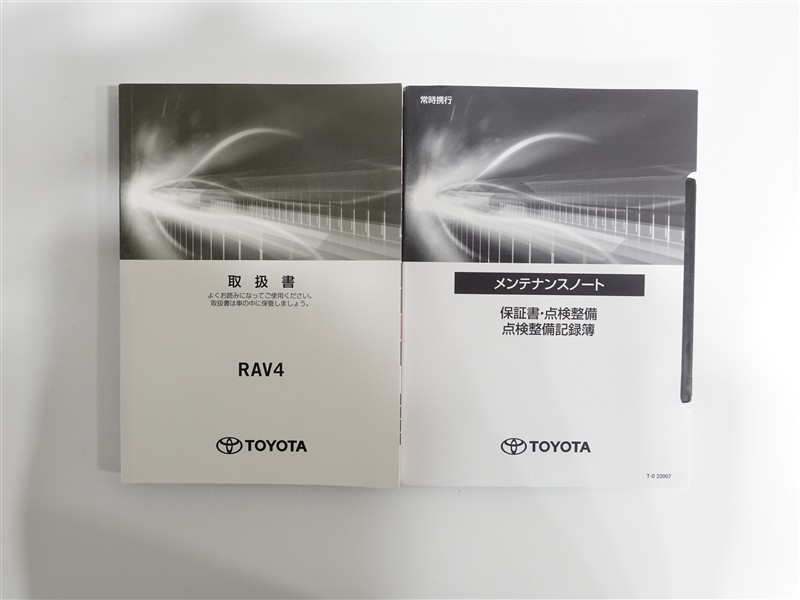 取扱書
よくお読みになってご使用ください。
取扱書は車の中に保管しましょう。
RAV4
TOYOTA
常時携行
メンテナンスノート
保証書・点検整備
点検整備記録簿
TOYOTA
T-0 22007